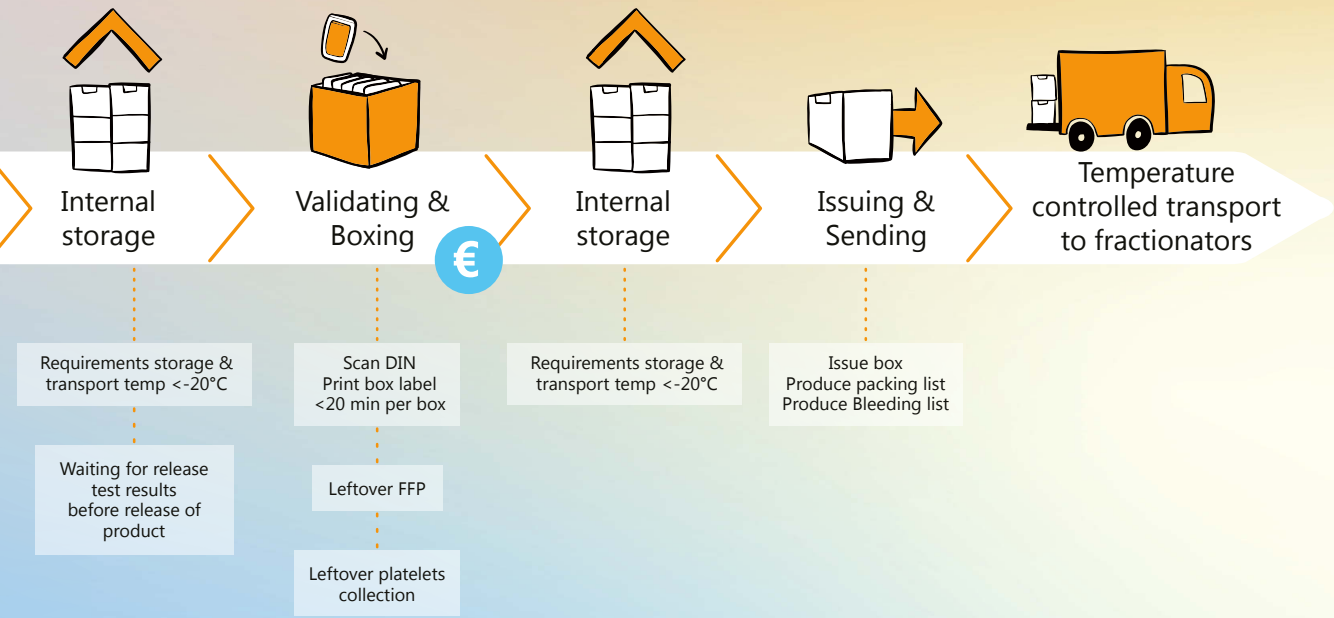 Internal
storage
Validating &
Boxing
€
Internal
storage
Issuing &
Sending
Temperature
controlled transport
to fractionators
Requirements storage &
transport temp <-20°C
Waiting for release
test results
before release of
product
Scan DIN
Print box label
<20 min per box
Leftover FFP
Leftover platelets
collection
Requirements storage &
transport temp <-20°C
Issue box
Produce packing list
Produce Bleeding list